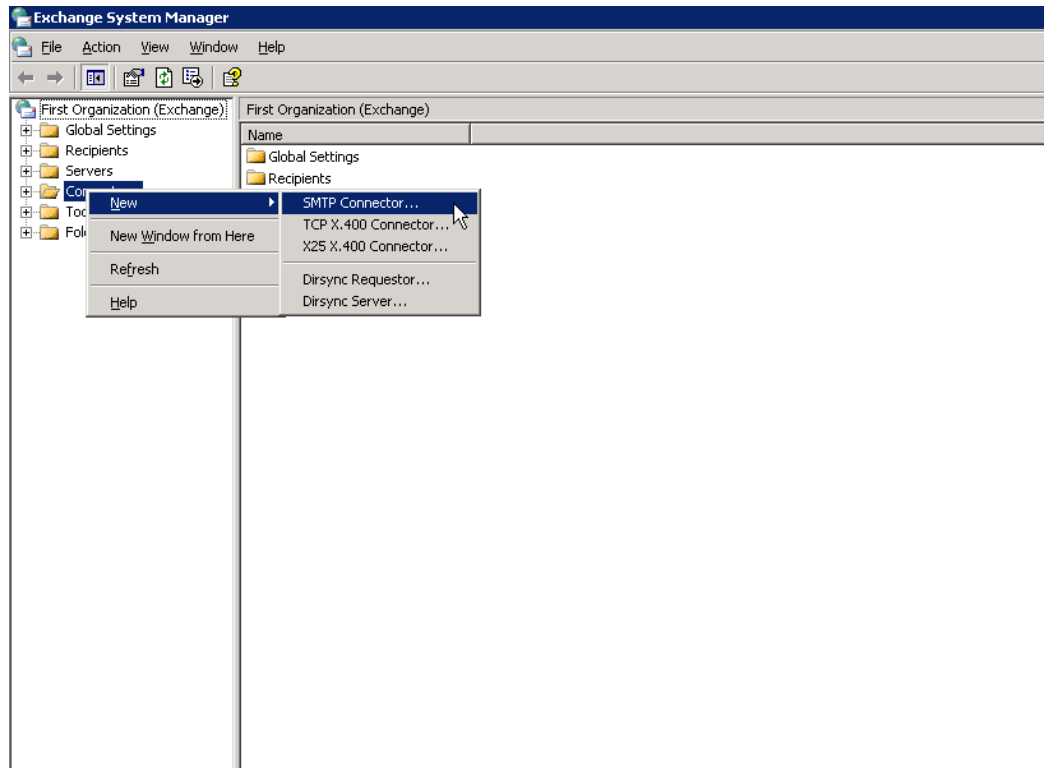 Exchange System Manager
File Action View Window Help
First Organization (Exchange)
Global Settings
Recipients
Servers
First Organization (Exchange)
Name
Global Settings
Recipients
New
New Window from Here
Refresh
Help
SMTP Connector...
TCP X.400 Connector...
X25 X.400 Connector...
Dirsync Requestor...
Dirsync Server...